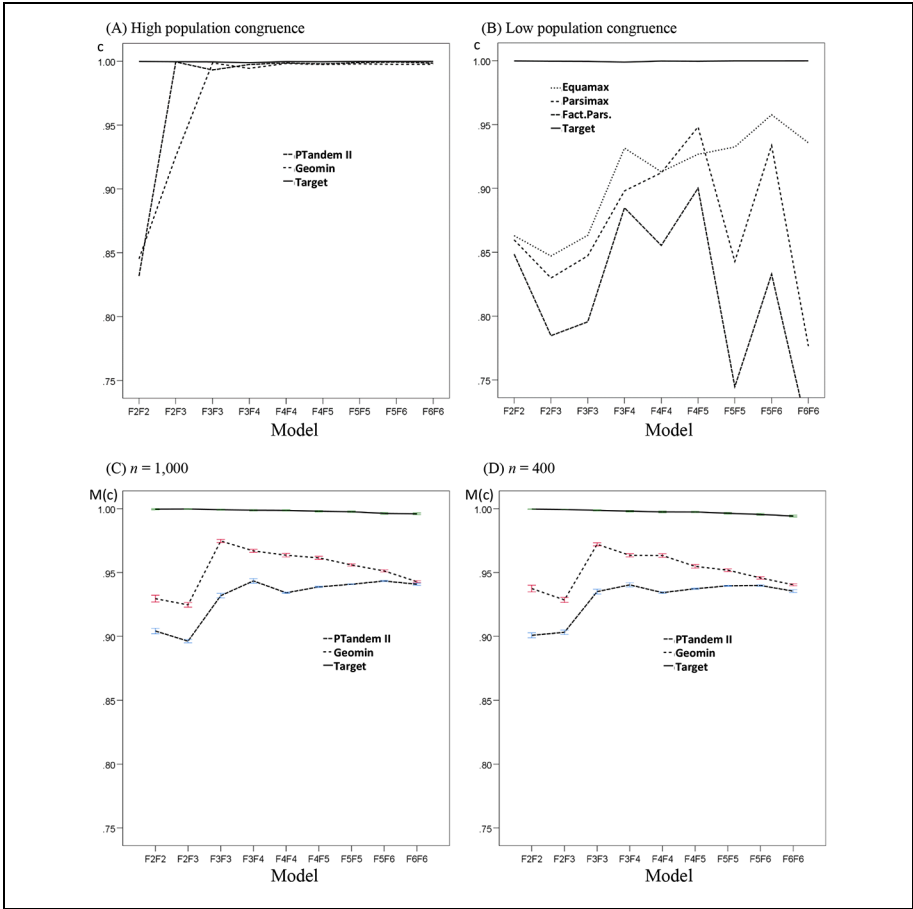 (A) High population congruence
c
1.00
.95
.90
.85
.80
.75
PTandem II
Geomin
Target
F2F2 F2F3 F3F3 F3F4 F4F4 F4F5 F5F5 F5F6 F6F6
Model
(B) Low population congruence
c
1.00
.95
.90
.85
.80
.75
Equamax
Parsimax
Fact.Pars.
Target
F2F2 F2F3 F3F3 F3F4 F4F4 F4F5 F5F5 F5F6 F6F6
Model
(C) n = 1,000
M(c)
1.00
.95
.90
.85
.80
.75
PTandem II
Geomin
Target
F2F2 F2F3 F3F3 F3F4 F4F4 F4F5 F5F5 F5F6 F6F6
Model
(D) n = 400
M(c)
1.00
.95
.90
.85
.80
.75
PTandem II
Geomin
Target
F2F2 F2F3 F3F3 F3F4 F4F4 F4F5 F5F5 F5F6 F6F6
Model